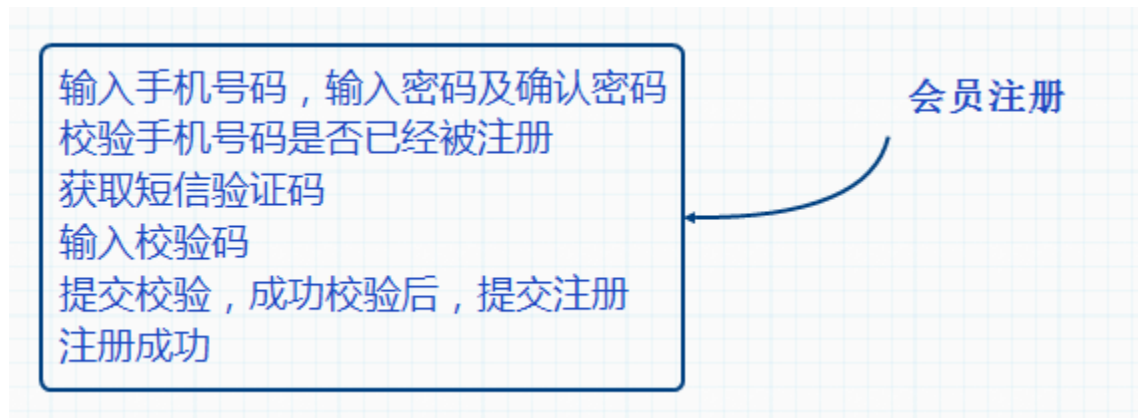 输入手机号码，输入密码及确认密码
校验手机号码是否已经被注册
获取短信验证码
输入校验码
提交校验，成功校验后，提交注册
注册成功
会员注册